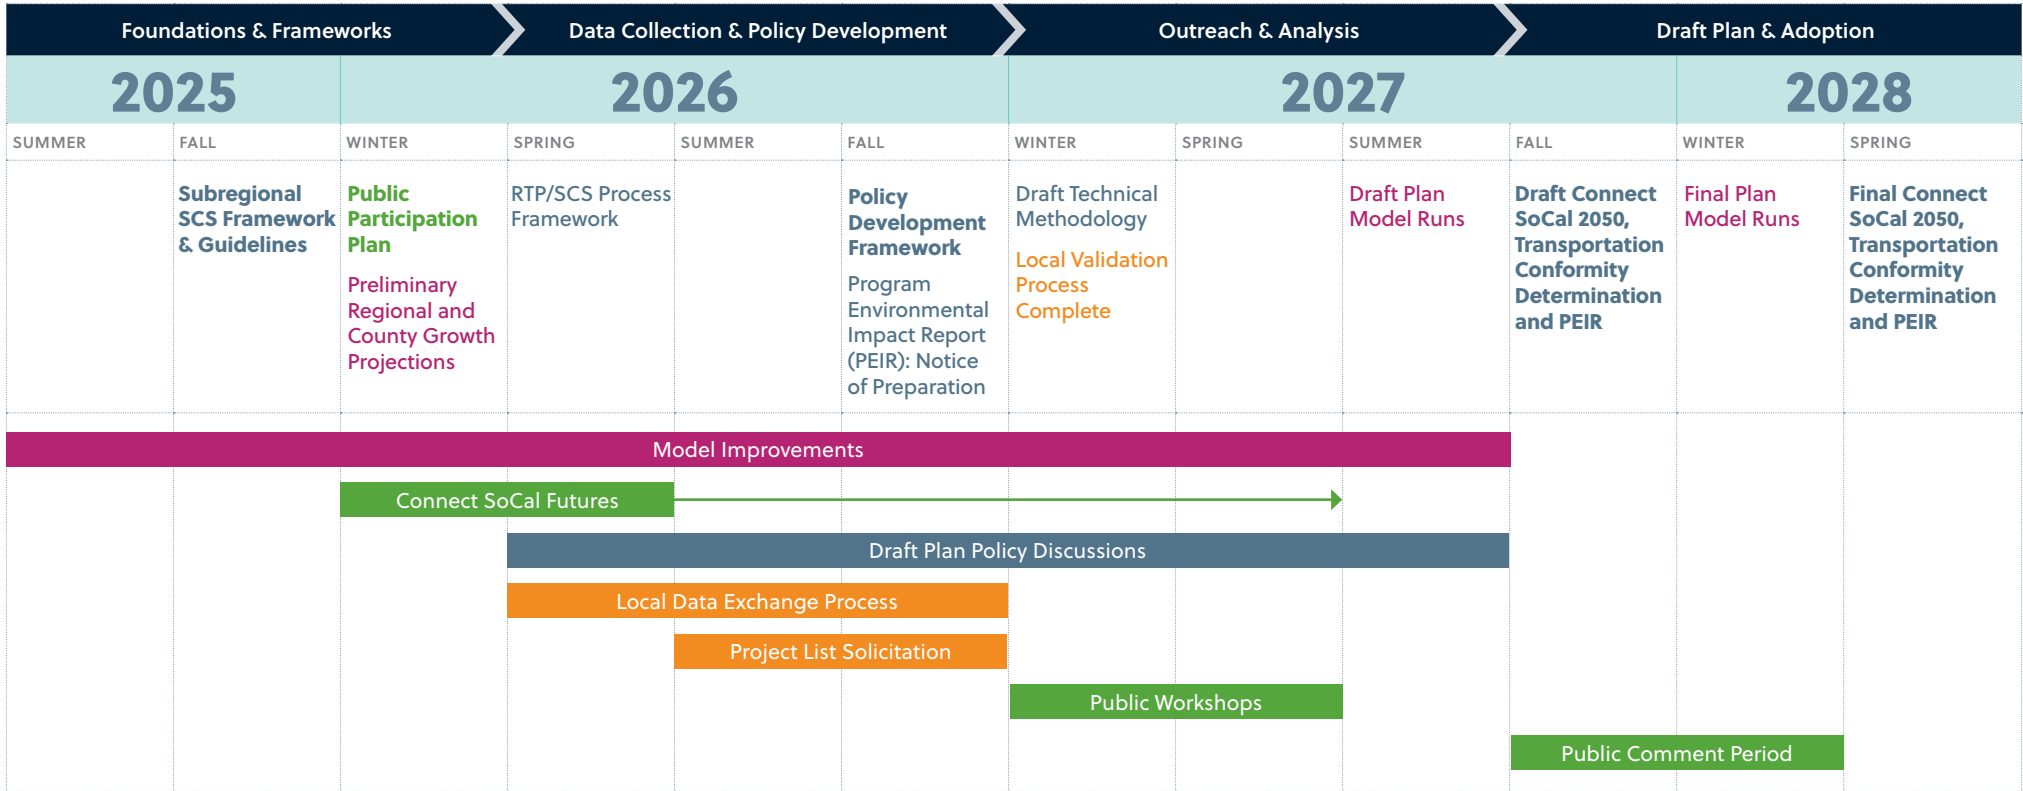 Foundations & Frameworks
Data Collection & Policy Development
Outreach & Analysis
Draft Plan & Adoption
2025
2026
2027
2028
SUMMER
FALL
WINTER
SPRING
SUMMER
FALL
WINTER
SPRING
SUMMER
FALL
WINTER
SPRING
Subregional
SCS Framework
& Guidelines
Public
Participation
Plan
Preliminary
Regional and
County Growth
Projections
RTP/SCS Process
Framework
Policy
Development
Framework
Program
Environmental
Impact Report
(PEIR): Notice
of Preparation
Draft Technical
Methodology
Local Validation
Process
Complete
Draft Plan
Model Runs
Draft Connect
SoCal 2050,
Transportation
Conformity
Determination
and PEIR
Final Plan
Model Runs
Final Connect
SoCal 2050,
Transportation
Conformity
Determination
and PEIR
Model Improvements
Connect SoCal Futures
Draft Plan Policy Discussions
Local Data Exchange Process
Project List Solicitation
Public Workshops
Public Comment Period